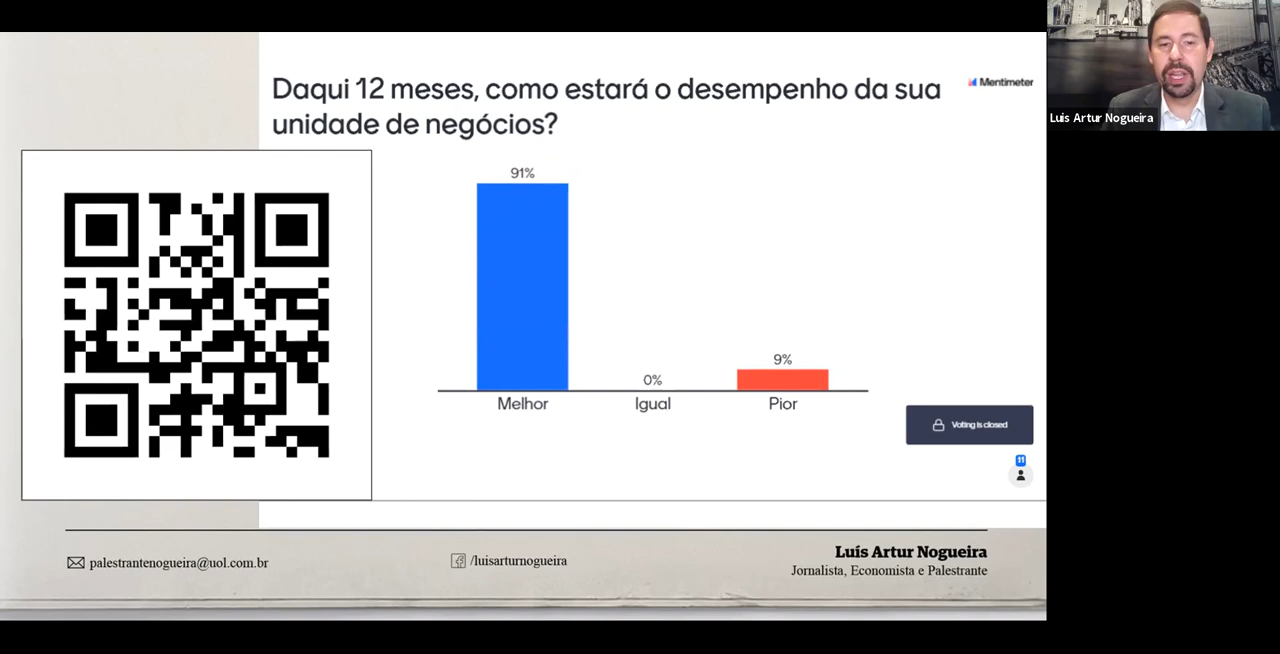 Daqui 12 meses, como estará o desempenho da sua
unidade de negócios?
Mentimeter
Luis Artur Nogueira
91%
0%
9%
Melhor
Igual
Pior
Voting is closed
11
palestrantenogueira@uol.com.br
/luisarturnogueira
Luís Artur Nogueira
Jornalista, Economista e Palestrante